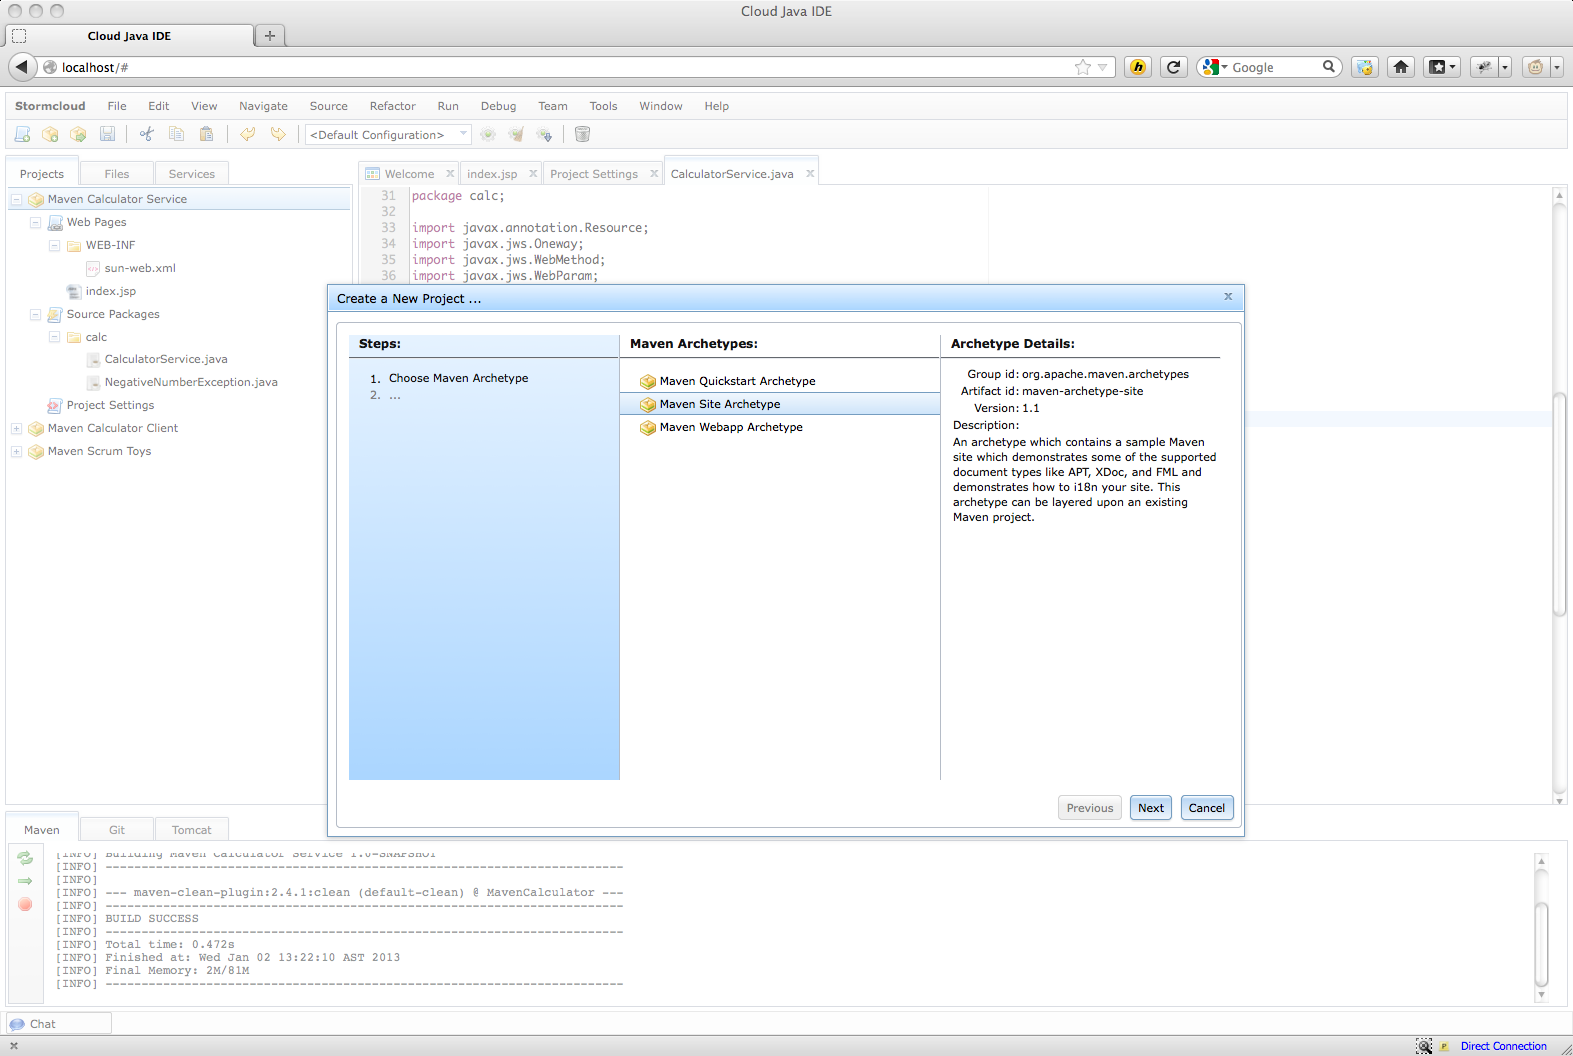 Cloud Java IDE
Cloud Java IDE
localhost/#
Google
Stormcloud File Edit View Navigate Source Refactor Run Debug Team Tools Window Help
<Default Configuration>
Projects Files Services
Maven Calculator Service
Web Pages
WEB-INF
sun-web.xml
index.jsp
Source Packages
calc
CalculatorService.java
NegativeNumberException.java
Project Settings
Maven Calculator Client
Maven Scrum Toys
Welcome index.jsp Project Settings CalculatorService.java
31 package calc;
32
33 import javax.annotation.Resource;
34 import javax.jws.Oneway;
35 import javax.jws.WebMethod;
36 import javax.jws.WebParam;
Create a New Project ...
Steps:
1. Choose Maven Archetype
2. ...
Maven Archetypes:
Maven Quickstart Archetype
Maven Site Archetype
Maven Webapp Archetype
Archetype Details:
Group id: org.apache.maven.archetypes
Artifact id: maven-archetype-site
Version: 1.1
Description:
An archetype which contains a sample Maven
site which demonstrates some of the supported
document types like APT, XDoc, and FML and
demonstrates how to i18n your site. This
archetype can be layered upon an existing
Maven project.
Previous Next Cancel
Maven Git Tomcat
[INFO] Building Maven Calculator Service 1.0-SNAPSHOT
[INFO] ------------------------------------------------------------------------
[INFO]
[INFO] --- maven-clean-plugin:2.4.1:clean (default-clean) @ MavenCalculator ---
[INFO] ------------------------------------------------------------------------
[INFO] BUILD SUCCESS
[INFO] ------------------------------------------------------------------------
[INFO] Total time: 0.472s
[INFO] Finished at: Wed Jan 02 13:22:10 AST 2013
[INFO] Final Memory: 2M/81M
[INFO] ------------------------------------------------------------------------
Chat
Direct Connection